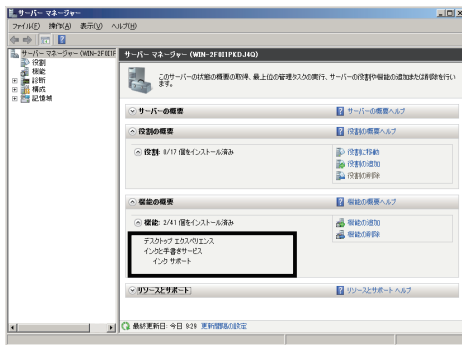 サーバー マネージャー
ファイル(F) 操作(A) 表示(V) ヘルプ(H)
サーバー マネージャー (WIN-2F0I1F
役割
機能
診断
構成
記憶域
サーバー マネージャー (WIN-2F0I1PKDJ4Q)
このサーバーの状態の概要の取得、最上位の管理タスクの実行、サーバーの役割や機能の追加または削除を行います。
サーバーの概要
サーバーの概要ヘルプ
役割の概要
役割の概要ヘルプ
役割: 0/17 個をインストール済み
役割に移動
役割の追加
役割の削除
機能の概要
機能の概要ヘルプ
機能: 2/41 個をインストール済み
機能の追加
機能の削除
デスクトップ エクスペリエンス
インクと手書きサービス
インク サポート
リソースとサポート
リソースとサポート ヘルプ
最終更新日: 今日 9:29 更新間隔の設定